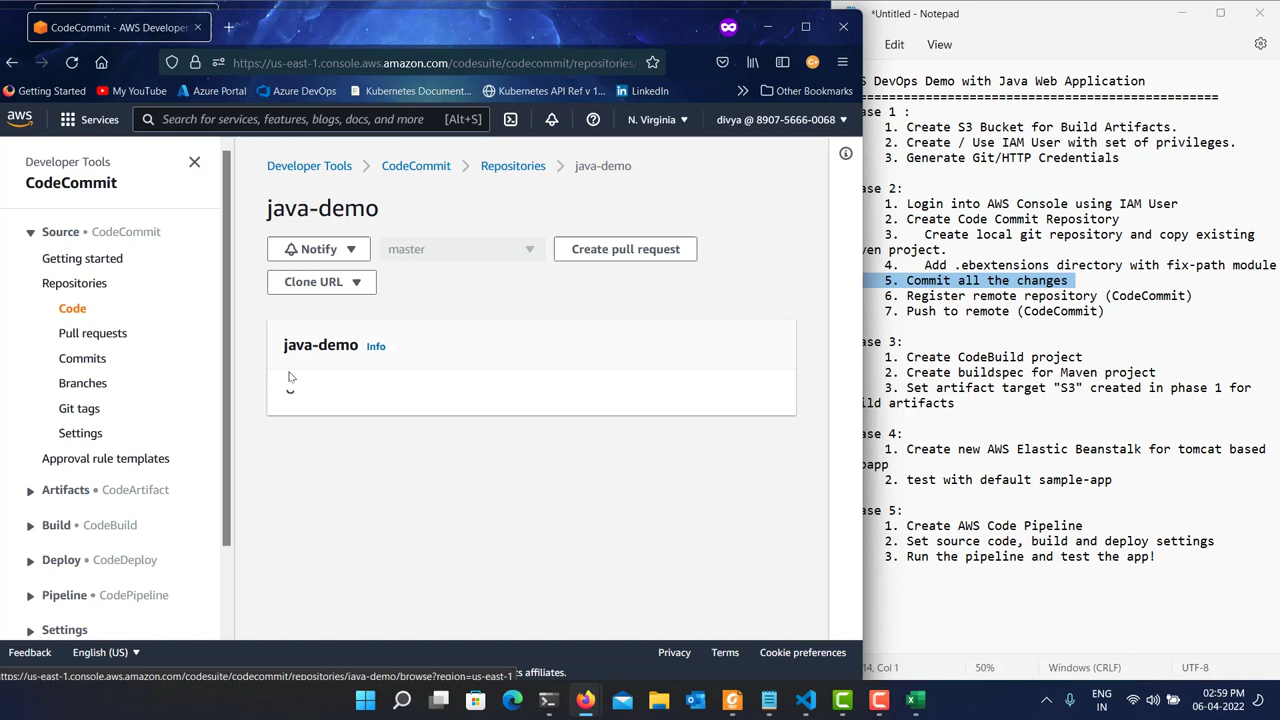 CodeCommit - AWS Developer
*Untitled - Notepad
Edit View
https://us-east-1.console.aws.amazon.com/codesuite/codecommit/repositories/
Getting Started My YouTube Azure Portal Azure DevOps Kubernetes Document... Kubernetes API Ref v 1... LinkedIn Other Bookmarks
aws Services Search for services, features, blogs, docs, and more [Alt+S] N. Virginia divya @ 8907-5666-0068
Developer Tools
CodeCommit
Source • CodeCommit
Getting started
Repositories
Code
Pull requests
Commits
Branches
Git tags
Settings
Approval rule templates
Artifacts • CodeArtifact
Build • CodeBuild
Deploy • CodeDeploy
Pipeline • CodePipeline
Settings
Developer Tools CodeCommit Repositories java-demo
java-demo
Notify master Create pull request
Clone URL
java-demo Info
Feedback English (US) Privacy Terms Cookie preferences
s affiliates.
ttps://us-east-1.console.aws.amazon.com/codesuite/codecommit/repositories/java-demo/browse?region=us-east-1
S DevOps Demo with Java Web Application
========================================
ase 1 :
1. Create S3 Bucket for Build Artifacts.
2. Create / Use IAM User with set of privileges.
3. Generate Git/HTTP Credentials
ase 2:
1. Login into AWS Console using IAM User
2. Create Code Commit Repository
3. Create local git repository and copy existing
ven project.
4. Add .ebextensions directory with fix-path module
5. Commit all the changes
6. Register remote repository (CodeCommit)
7. Push to remote (CodeCommit)
ase 3:
1. Create CodeBuild project
2. Create buildspec for Maven project
3. Set artifact target "S3" created in phase 1 for
ild artifacts
ase 4:
1. Create new AWS Elastic Beanstalk for tomcat based
bapp
2. test with default sample-app
ase 5:
1. Create AWS Code Pipeline
2. Set source code, build and deploy settings
3. Run the pipeline and test the app!
14, Col 1 50% Windows (CRLF) UTF-8
ENG
IN
02:59 PM
06-04-2022